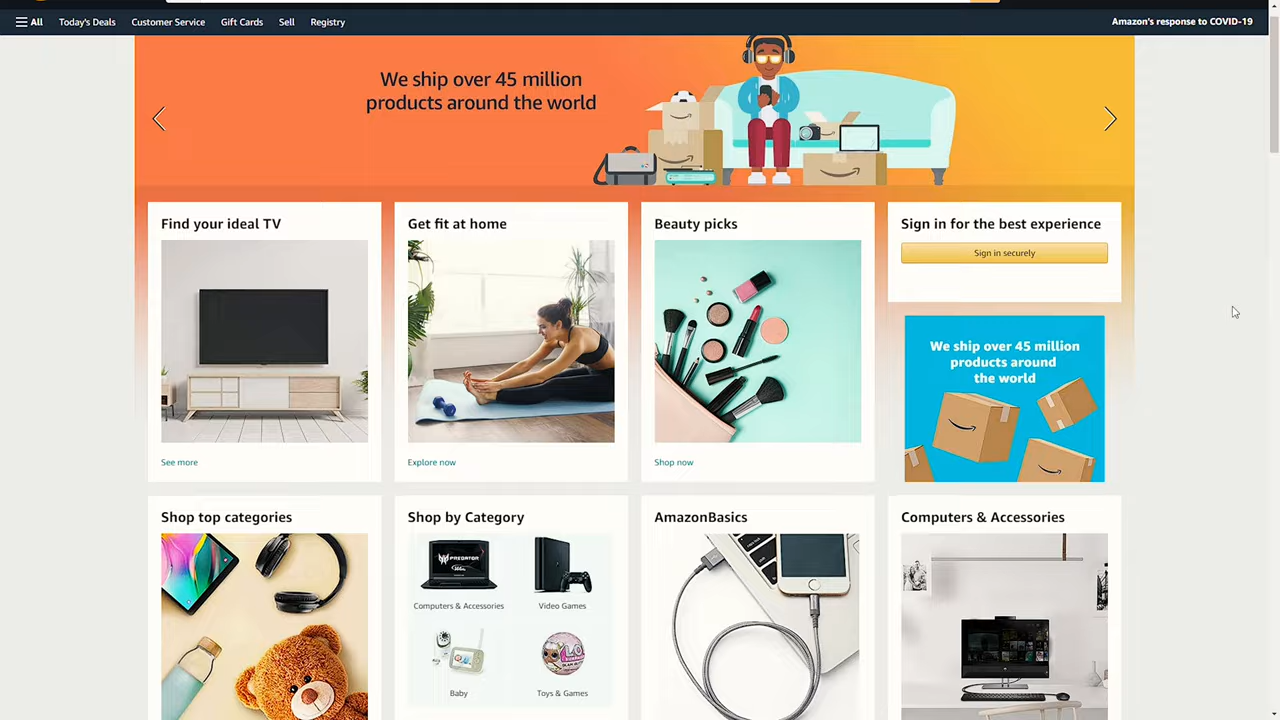 All Today's Deals Customer Service Gift Cards Sell Registry Amazon's response to COVID-19
We ship over 45 million
products around the world
Find your ideal TV
See more
Get fit at home
Explore now
Beauty picks
Shop now
Sign in for the best experience
Sign in securely
We ship over 45 million
products around
the world
Shop top categories
Shop by Category
PREDATOR
Computers & Accessories
Video Games
Baby
Toys & Games
AmazonBasics
Computers & Accessories